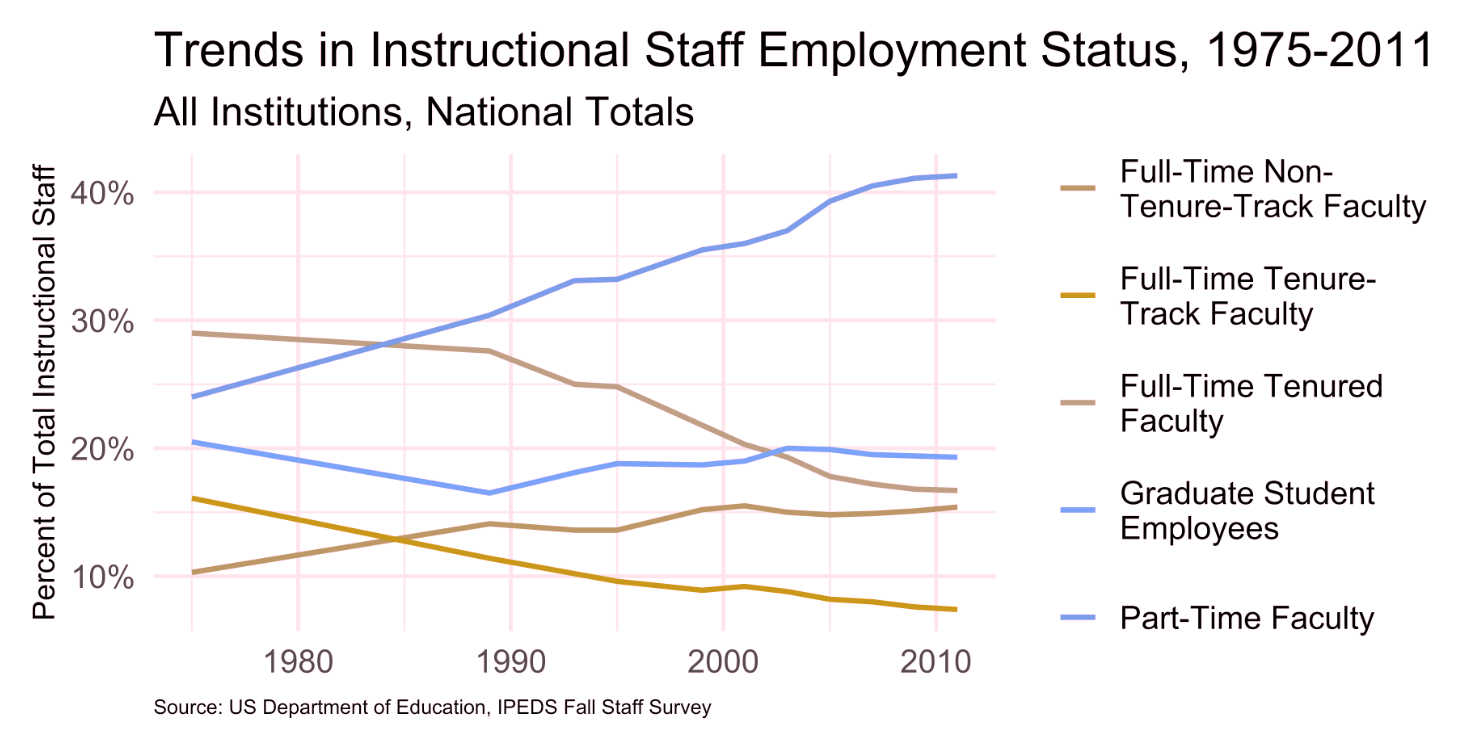 Trends in Instructional Staff Employment Status, 1975-2011
All Institutions, National Totals
Percent of Total Instructional Staff
40%
30%
20%
10%
1980
1990
2000
2010
Full-Time Non-
Tenure-Track Faculty
Full-Time Tenure-
Track Faculty
Full-Time Tenured
Faculty
Graduate Student
Employees
Part-Time Faculty
Source: US Department of Education, IPEDS Fall Staff Survey